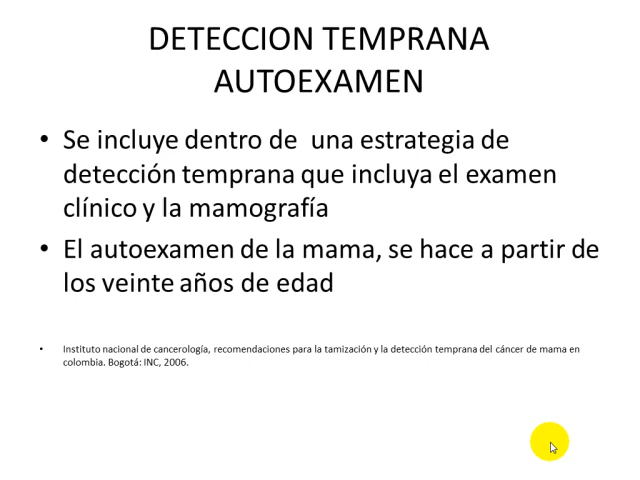 DETECCION TEMPRANA
AUTOEXAMEN
• Se incluye dentro de una estrategia de
detección temprana que incluya el examen
clínico y la mamografía
• El autoexamen de la mama, se hace a partir de
los veinte años de edad
• Instituto nacional de cancerología, recomendaciones para la tamización y la detección temprana del cáncer de mama en
colombia. Bogotá: INC, 2006.